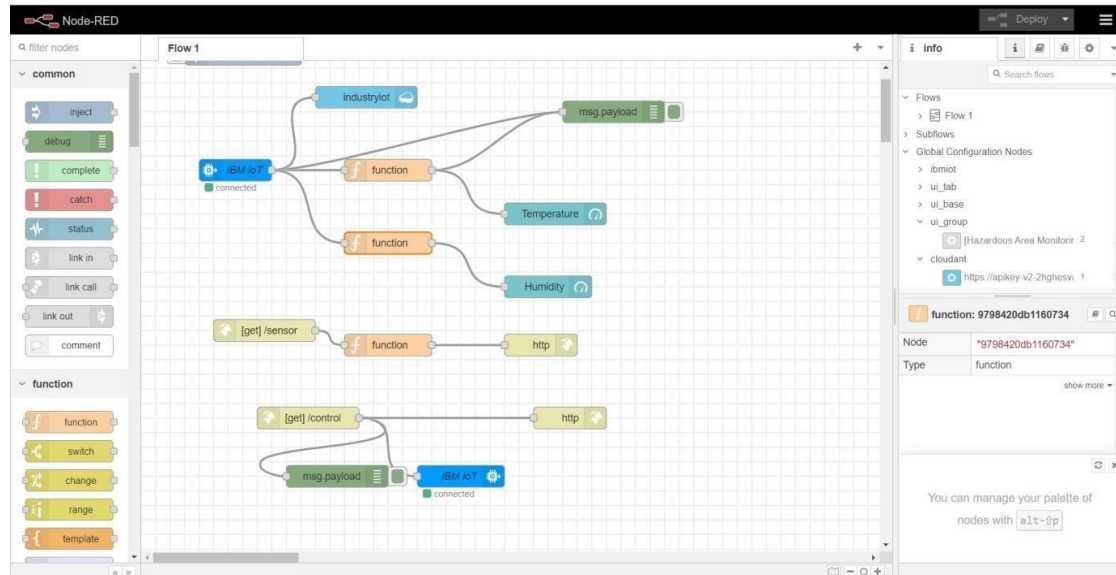 Node-RED
Deploy
filter nodes
common
inject
debug
complete
catch
status
link in
link call
link out
comment
function
function
switch
change
range
template
Flow 1
industryiot
msg.payload
IBM IoT
connected
function
Temperature
function
Humidity
[get] /sensor
function
http
[get] /control
http
msg.payload
IBM IoT
connected
i info
Search flows
Flows
Flow 1
Subflows
Global Configuration Nodes
ibmiot
ui_tab
ui_base
ui_group
[Hazardous Area Monitorir 2
cloudant
https://apikey-v2-2hghesv 1
function: 9798420db1160734
Node "9798420db1160734"
Type function
show more
You can manage your palette of
nodes with alt-⇧p